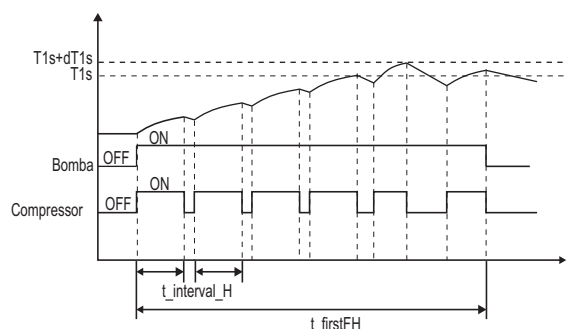 T1s+dT1s
T1s
ON
Bomba OFF
ON
Compressor OFF
t_interval_H
t_firstFH